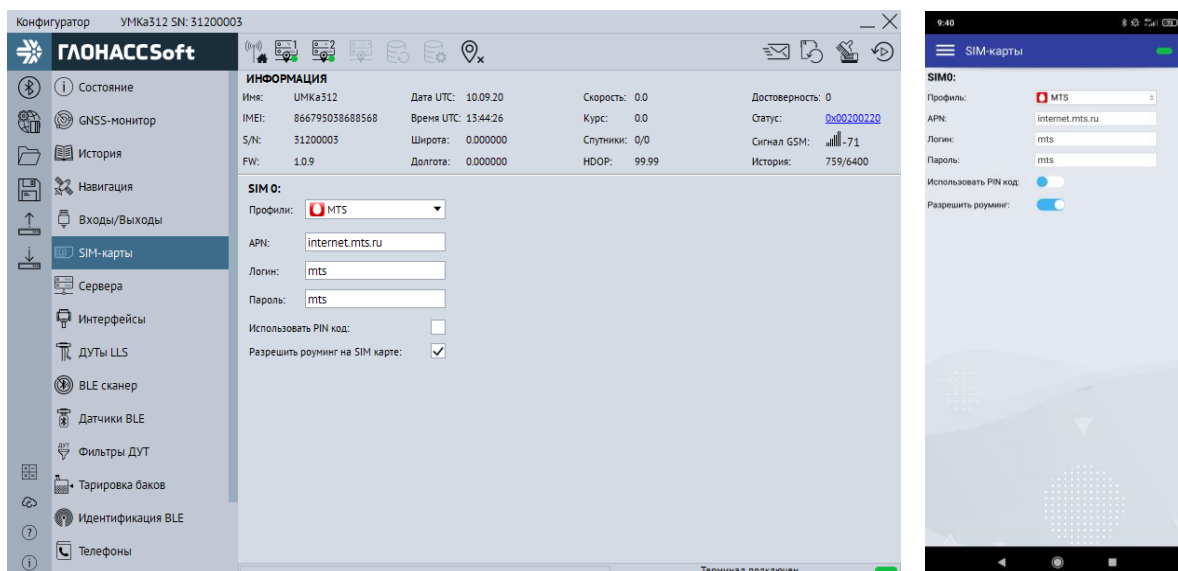 Конфигуратор УМКа312 SN: 31200003
ГЛОНАССSoft
Состояние
GNSS-монитор
История
Навигация
Входы/Выходы
SIM-карты
Сервера
Интерфейсы
ДУТы LLS
BLE сканер
Датчики BLE
Фильтры ДУТ
Тарировка баков
Идентификация BLE
Телефоны
1 2
ИНФОРМАЦИЯ
Имя: УМКа312 Дата UTC: 10.09.20 Скорость: 0.0 Достоверность: 0
IMEI: 866795038688568 Время UTC: 13:44:26 Курс: 0.0 Статус: 0x00200220
S/N: 31200003 Широта: 0.000000 Спутники: 0/0 Сигнал GSM: -71
FW: 1.0.9 Долгота: 0.000000 HDOP: 99.99 История: 759/6400
SIM 0:
Профили: MTS
APN: internet.mts.ru
Логин: mts
Пароль: mts
Использовать PIN код:
Разрешить роуминг на SIM карте:
Терминал подключен
9:40
SIM-карты
SIM0:
Профиль: MTS
APN: internet.mts.ru
Логин: mts
Пароль: mts
Использовать PIN код:
Разрешить роуминг: